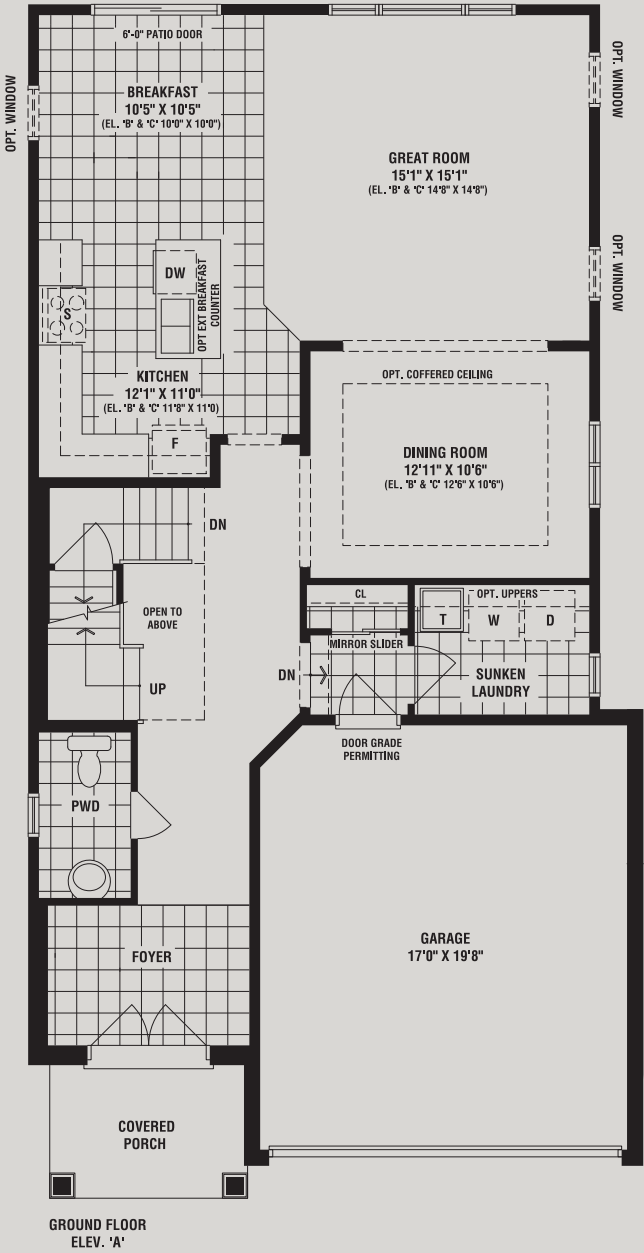 6'-0" PATIO DOOR
BREAKFAST
10'5" X 10'5"
(EL. 'B' & 'C' 10'0" X 10'0")
OPT. WINDOW
OPT. WINDOW
GREAT ROOM
15'1" X 15'1"
(EL. 'B' & 'C' 14'8" X 14'8")
OPT. WINDOW
DW
OPT EXT BREAKFAST
COUNTER
S
KITCHEN
12'1" X 11'0"
(EL. 'B' & 'C' 11'8" X 11'0)
F
OPT. COFFERED CEILING
DINING ROOM
12'11" X 10'6"
(EL. 'B' & 'C' 12'6" X 10'6")
DN
OPEN TO
ABOVE
UP
CL
MIRROR SLIDER
DN
OPT. UPPERS
T
W
D
SUNKEN
LAUNDRY
DOOR GRADE
PERMITTING
PWD
FOYER
GARAGE
17'0" X 19'8"
COVERED
PORCH
GROUND FLOOR
ELEV. 'A'